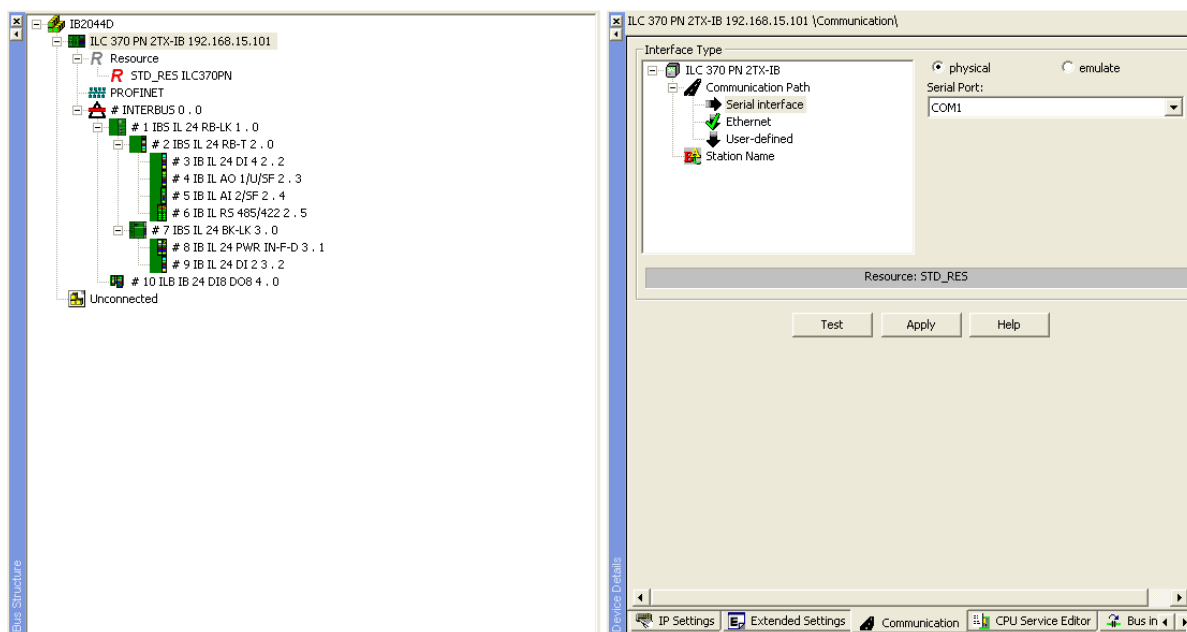 IB2044D
ILC 370 PN 2TX-IB 192.168.15.101
R Resource
R STD_RES ILC370PN
PROFINET
# INTERBUS 0 . 0
# 1 IBS IL 24 RB-LK 1 . 0
# 2 IBS IL 24 RB-T 2 . 0
# 3 IB IL 24 DI 4 2 . 2
# 4 IB IL AO 1/U/SF 2 . 3
# 5 IB IL AI 2/SF 2 . 4
# 6 IB IL RS 485/422 2 . 5
# 7 IBS IL 24 BK-LK 3 . 0
# 8 IB IL 24 PWR IN-F-D 3 . 1
# 9 IB IL 24 DI 2 3 . 2
# 10 ILB IB 24 DI8 DO8 4 . 0
Unconnected
Bus Structure
ILC 370 PN 2TX-IB 192.168.15.101 \Communication\
Interface Type
ILC 370 PN 2TX-IB
Communication Path
Serial interface
Ethernet
User-defined
Station Name
physical
emulate
Serial Port:
COM1
Resource: STD_RES
Test
Apply
Help
Device Details
IP Settings
Extended Settings
Communication
CPU Service Editor
Bus in